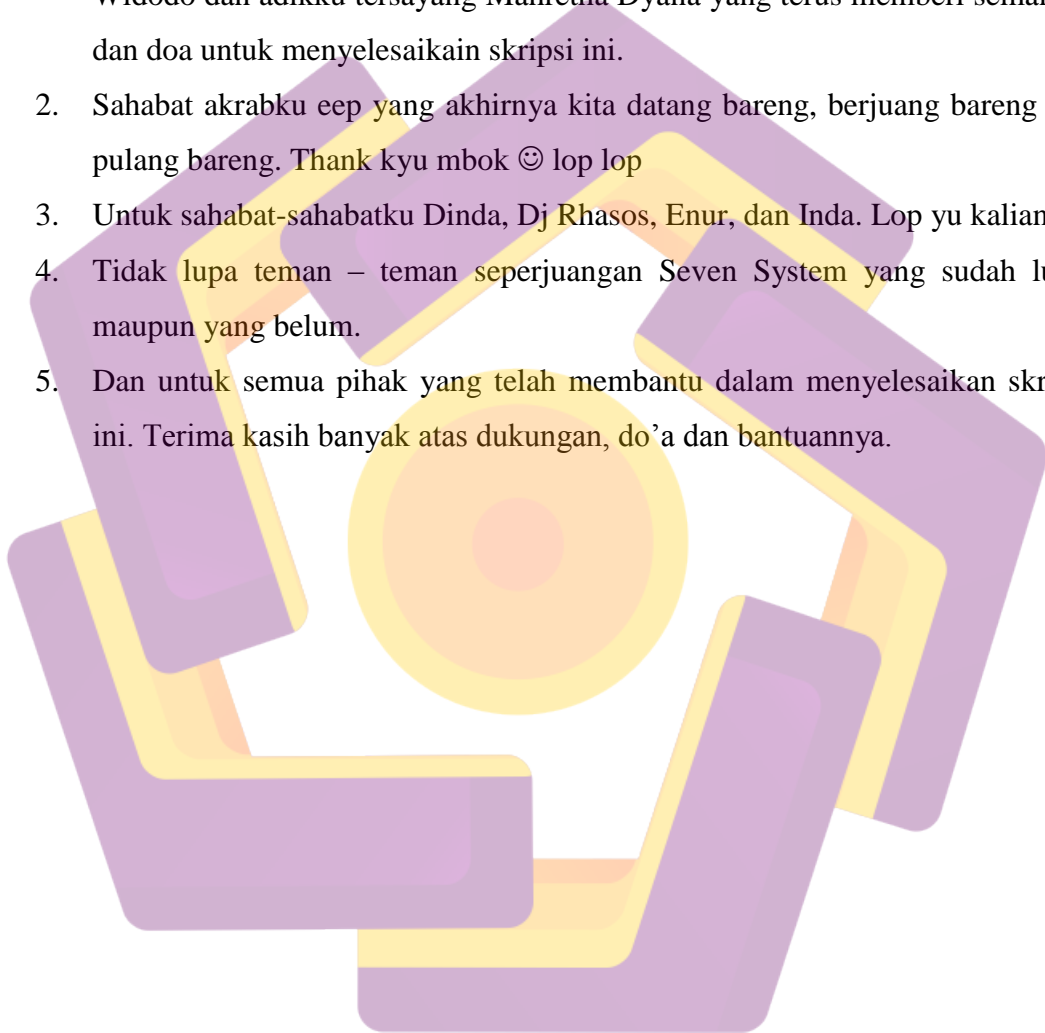 Widodo dan adikku tersayang Mahretha Dyana yang terus memberi
dan doa untuk menyelesaikain skripsi ini.
2. Sahabat akrabku eep yang akhirnya kita datang bareng, berjuang bareng
pulang bareng. Thank kyu mbok ☺ lop lop
3. Untuk sahabat-sahabatku Dinda, Dj Rhasos, Enur, dan Inda. Lop yu kalian
4. Tidak lupa teman – teman seperjuangan Seven System yang sudah lu
maupun yang belum.
5. Dan untuk semua pihak yang telah membantu dalam menyelesaikan skr
ini. Terima kasih banyak atas dukungan, do’a dan bantuannya.